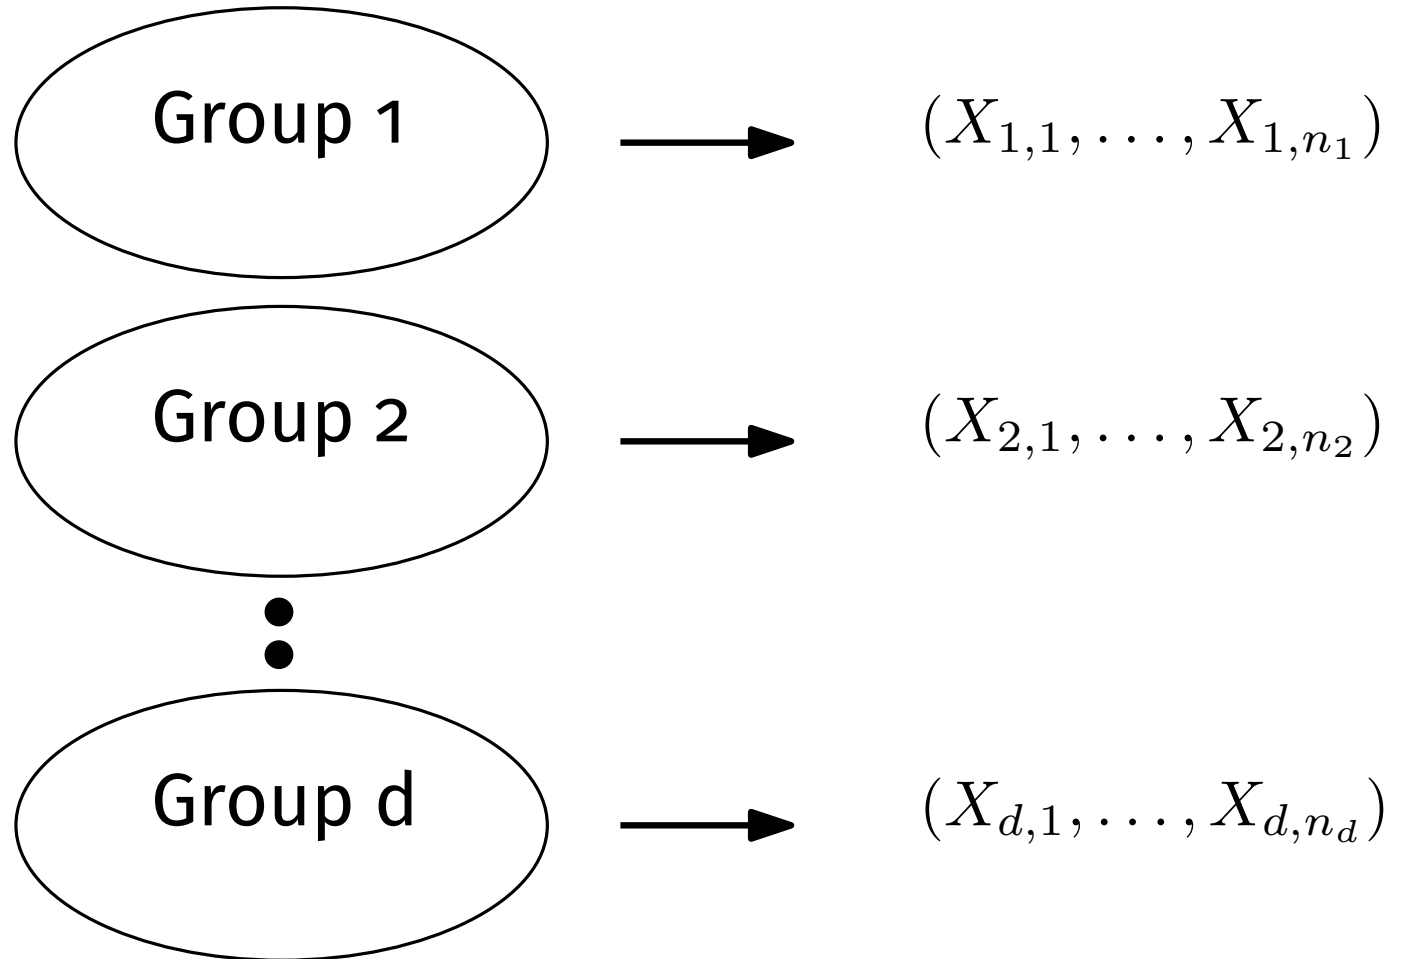 Group 1 (X_{1,1}, . . . , X_{1,n_1})
Group 2 (X_{2,1}, . . . , X_{2,n_2})
Group d (X_{d,1}, . . . , X_{d,n_d})